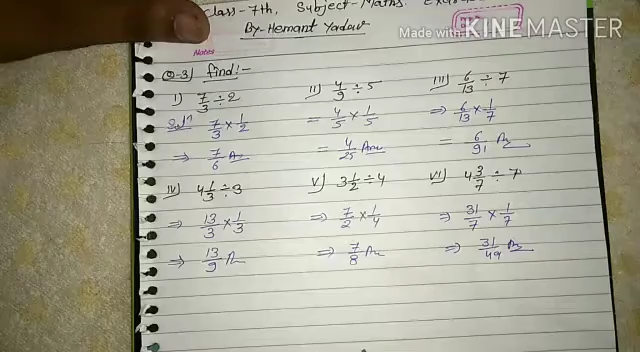 Class-7th, Subject-Maths.
By-Hemant Yadav
Made with KINEMASTER
Notes
Q-3) find:-
I) 7/3 ÷ 2
II) 4/9 ÷ 5
III) 6/13 ÷ 7
Solⁿ 7/3 × 1/2
= 4/5 × 1/5
⇒ 6/13 × 1/7
⇒ 7/6 Ans
= 4/25 Ans
= 6/91 Ans
IV) 4 1/3 ÷ 3
V) 3 1/2 ÷ 4
VI) 4 3/7 ÷ 7
⇒ 13/3 × 1/3
⇒ 7/2 × 1/4
⇒ 31/7 × 1/7
⇒ 13/9 An
⇒ 7/8 An
⇒ 31/49 Ans